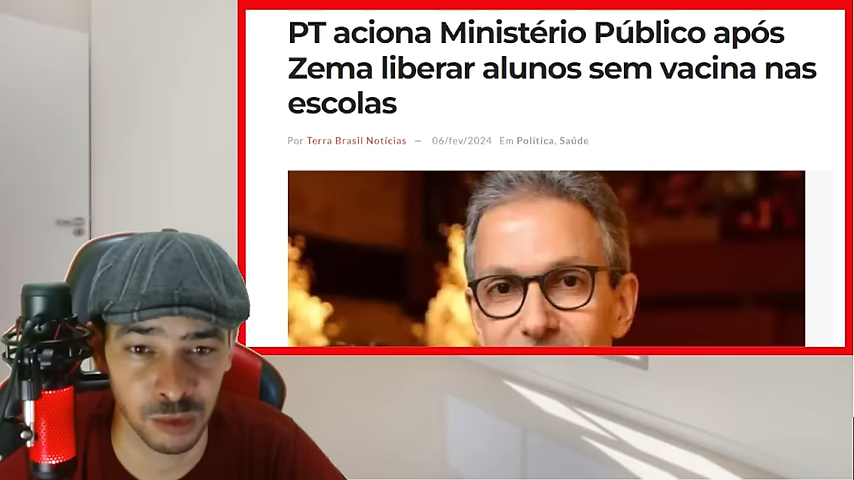 PT aciona Ministério Público após
Zema liberar alunos sem vacina nas
escolas
Por Terra Brasil Notícias — 06/fev/2024 Em Política, Saúde